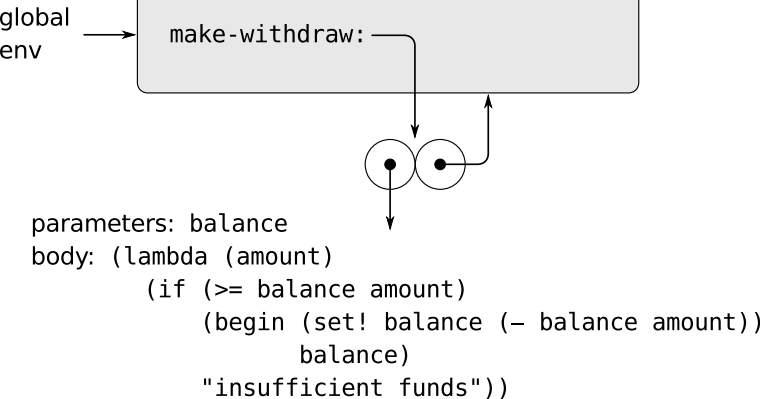 global
env
make-withdraw:
parameters: balance
body: (lambda (amount)
(if (>= balance amount)
(begin (set! balance (– balance amount))
balance)
"insufficient funds"))